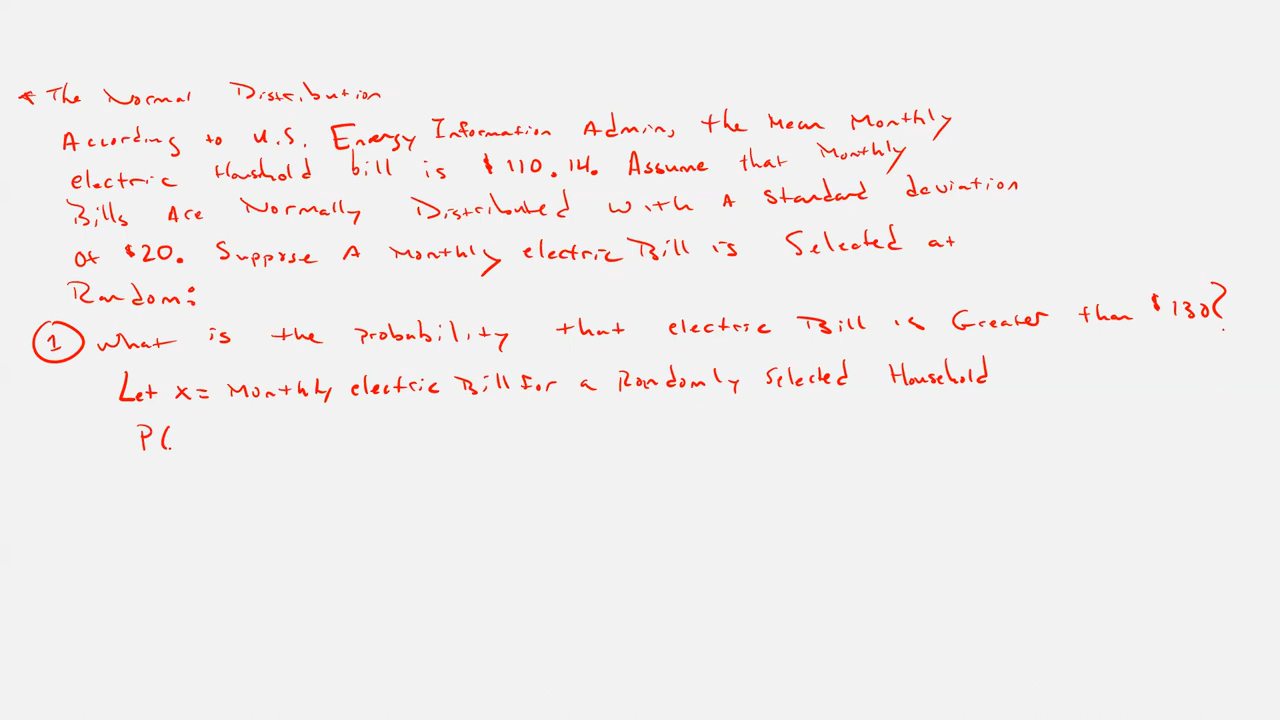 * The Normal Distribution
According to U.S. Energy Information Admin, the Mean Monthly
electric Houshold bill is $110.14. Assume that Monthly
Bills Are Normally Distributed with A Standard deviation
of $20. Suppose A Monthly electric Bill is Selected at
Random:
1 What is the probability that electric Bill is Greater than $130?
Let x = Monthly electric Bill for a Randomly Selected Household
P(